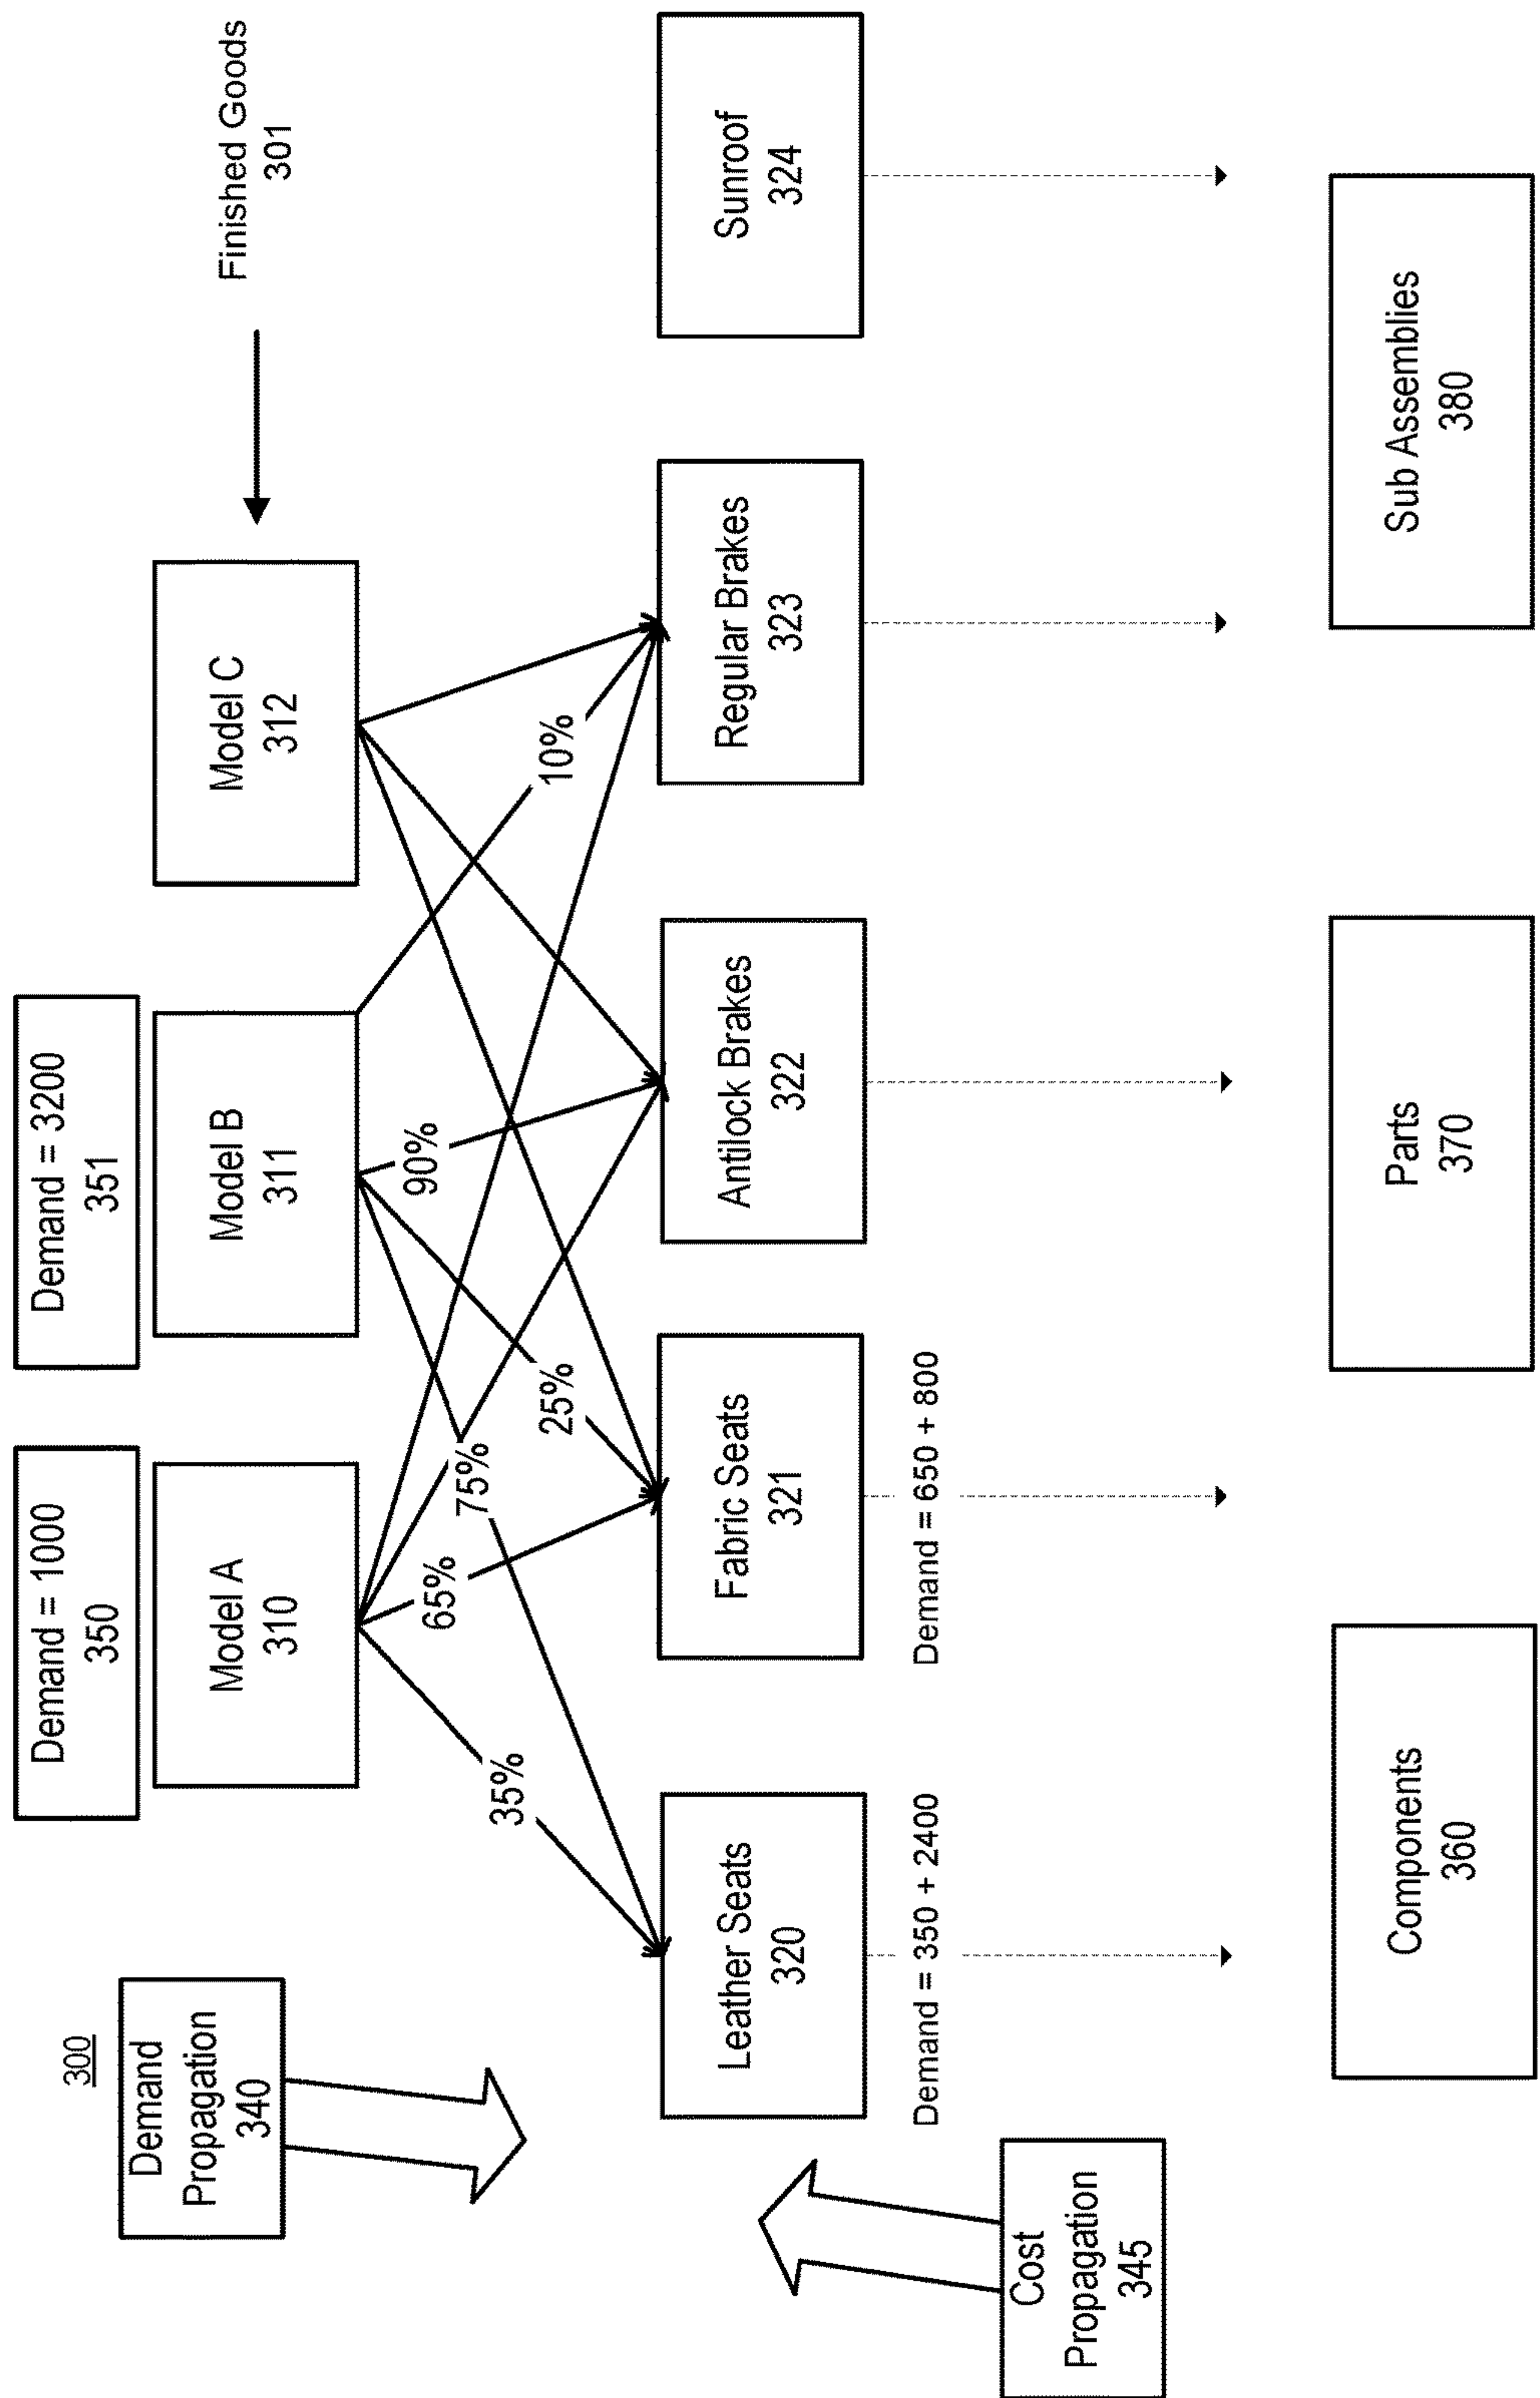 300
Demand
Propagation
340
Demand = 1000
350
Demand = 3200
351
Model A
310
Model B
311
Model C
312
Finished Goods
301
35%
65%
75%
25%
90%
10%
Leather Seats
320
Fabric Seats
321
Antilock Brakes
322
Regular Brakes
323
Sunroof
324
Demand = 350 + 2400
Demand = 650 + 800
Cost
Propagation
345
Components
360
Parts
370
Sub Assemblies
380